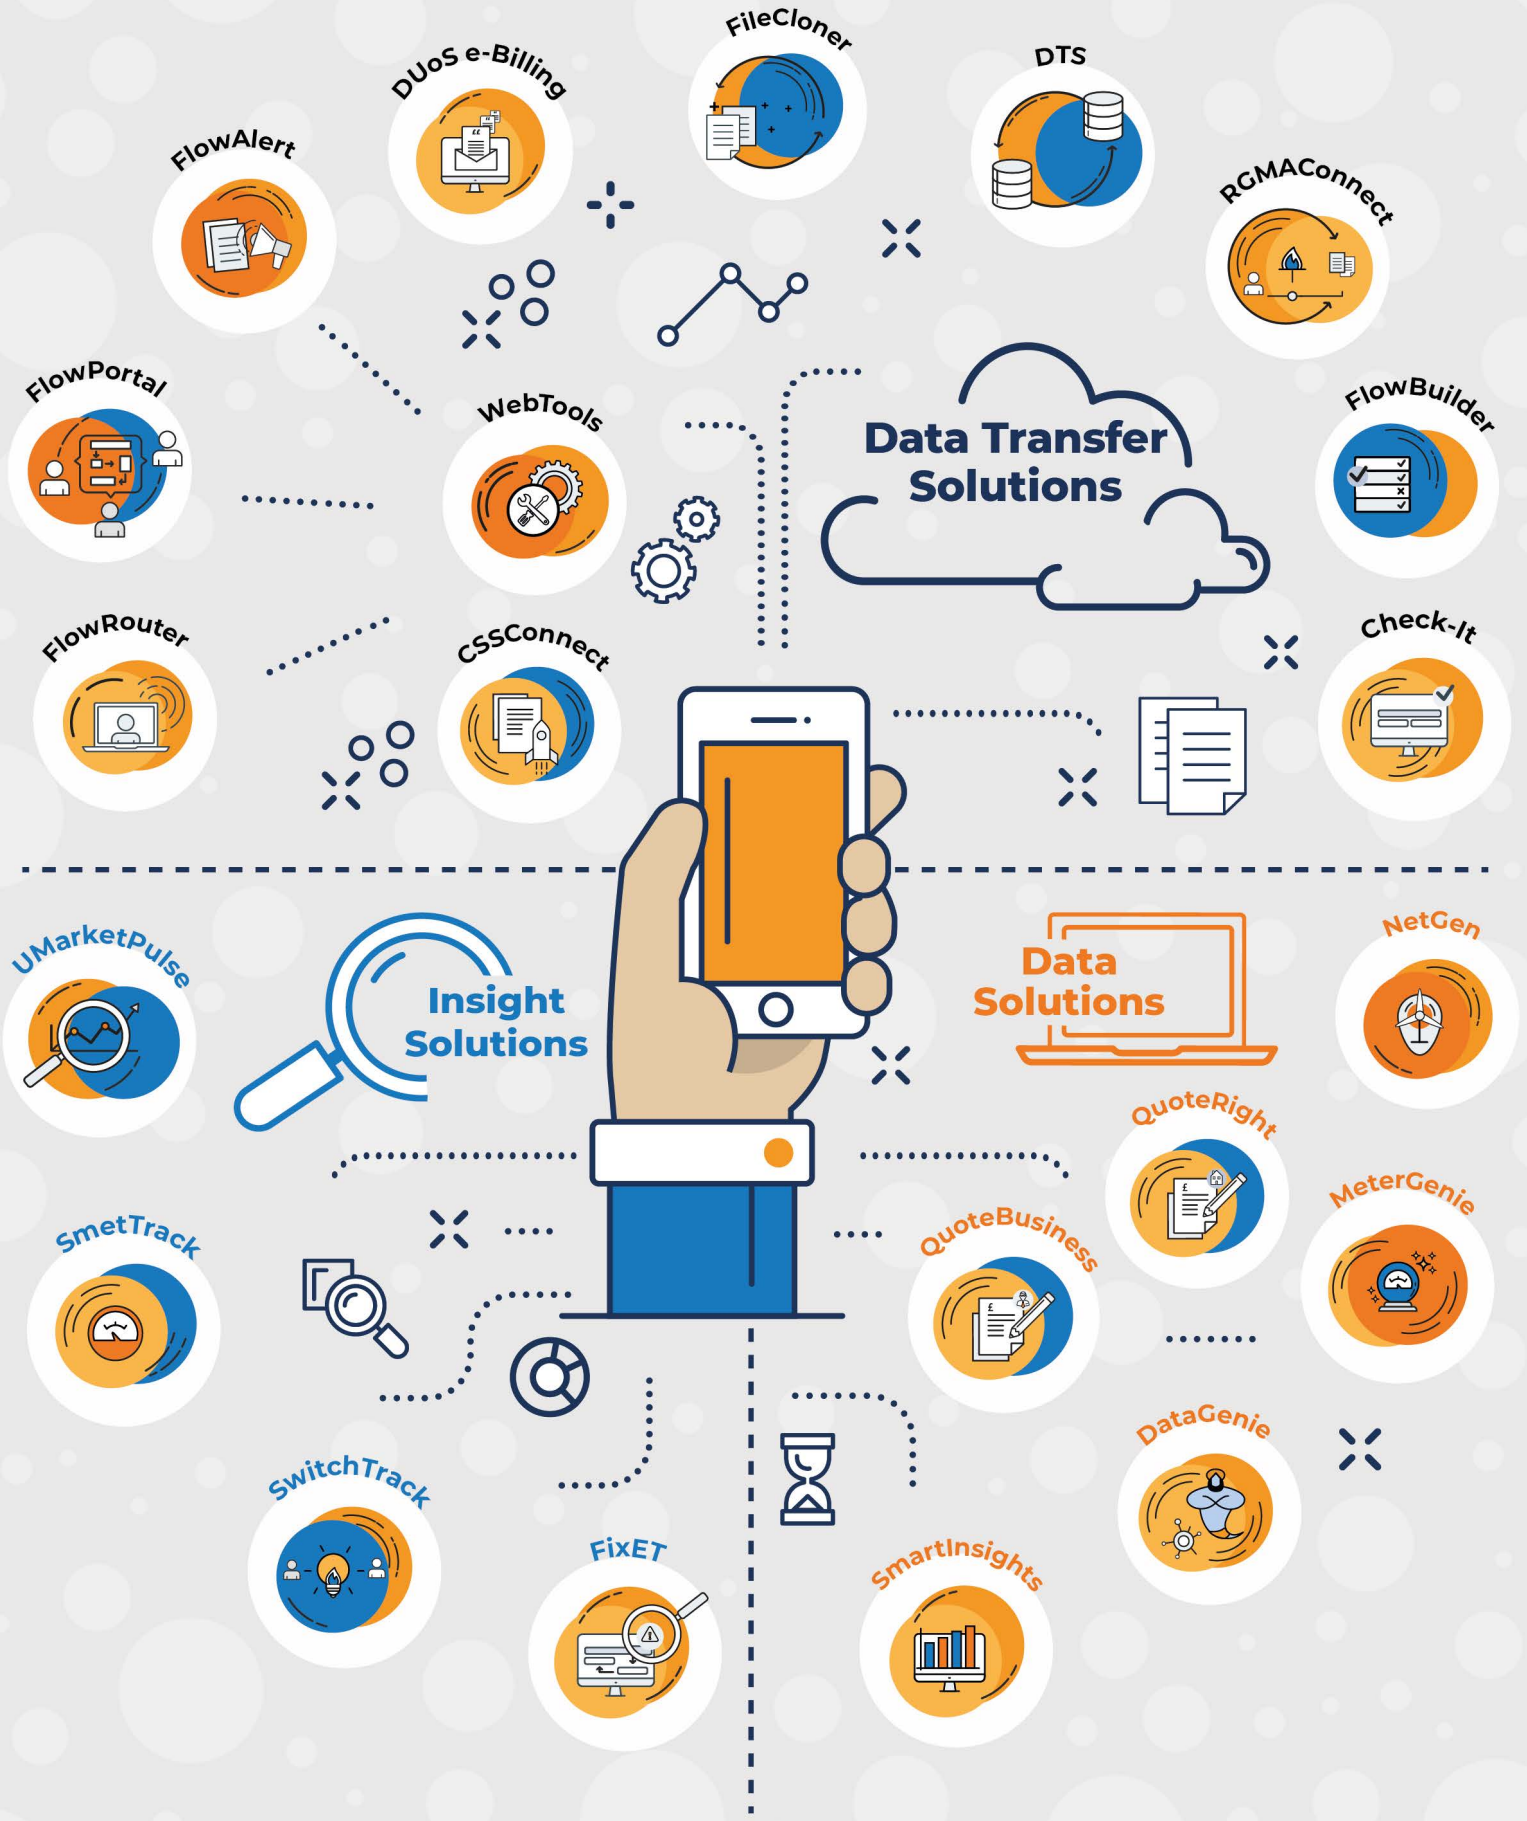 FileCloner
DTS
DUoS e-Billing
FlowAlert
RGMAConnect
FlowPortal
WebTools
FlowBuilder
Data Transfer
Solutions
FlowRouter
CSSConnect
Check-It
UMarketPulse
Insight
Solutions
Data
Solutions
NetGen
QuoteRight
£
MeterGenie
SmetTrack
QuoteBusiness
£
DataGenie
SwitchTrack
FixET
SmartInsights